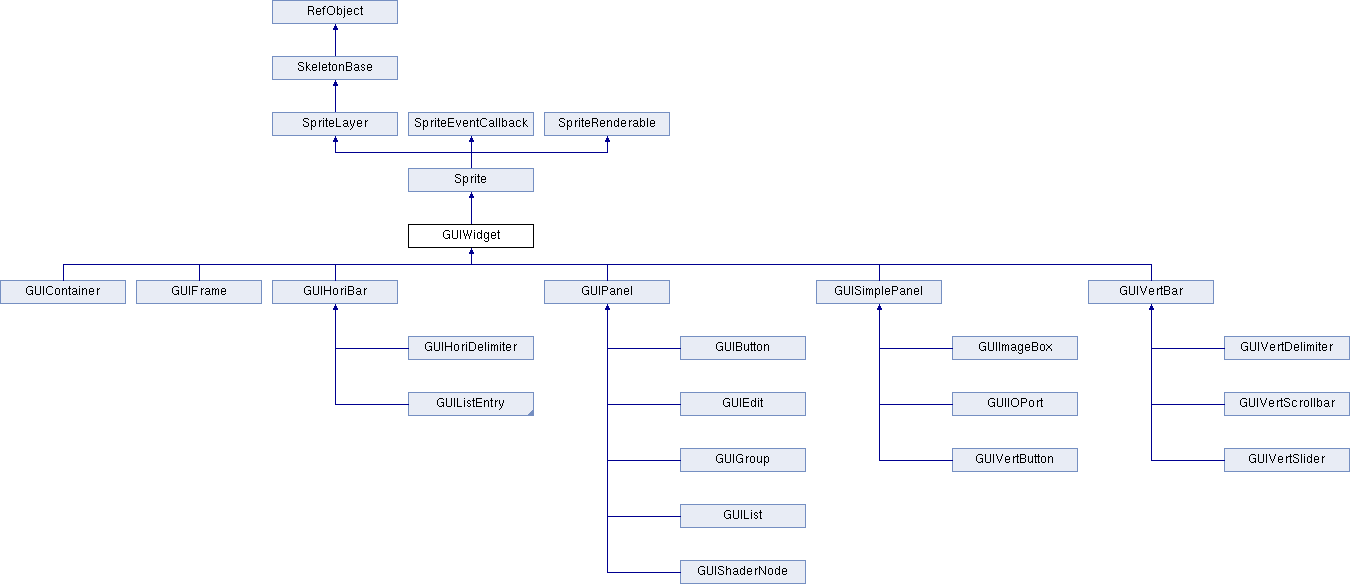 RefObject
SkeletonBase
SpriteLayer
SpriteEventCallback
SpriteRenderable
Sprite
GUIWidget
GUIContainer
GUIFrame
GUIHoriBar
GUIPanel
GUISimplePanel
GUIVertBar
GUIHoriDelimiter
GUIButton
GUIImageBox
GUIVertDelimiter
GUIListEntry
GUIEdit
GUIIOPort
GUIVertScrollbar
GUIGroup
GUIVertButton
GUIVertSlider
GUIList
GUIShaderNode